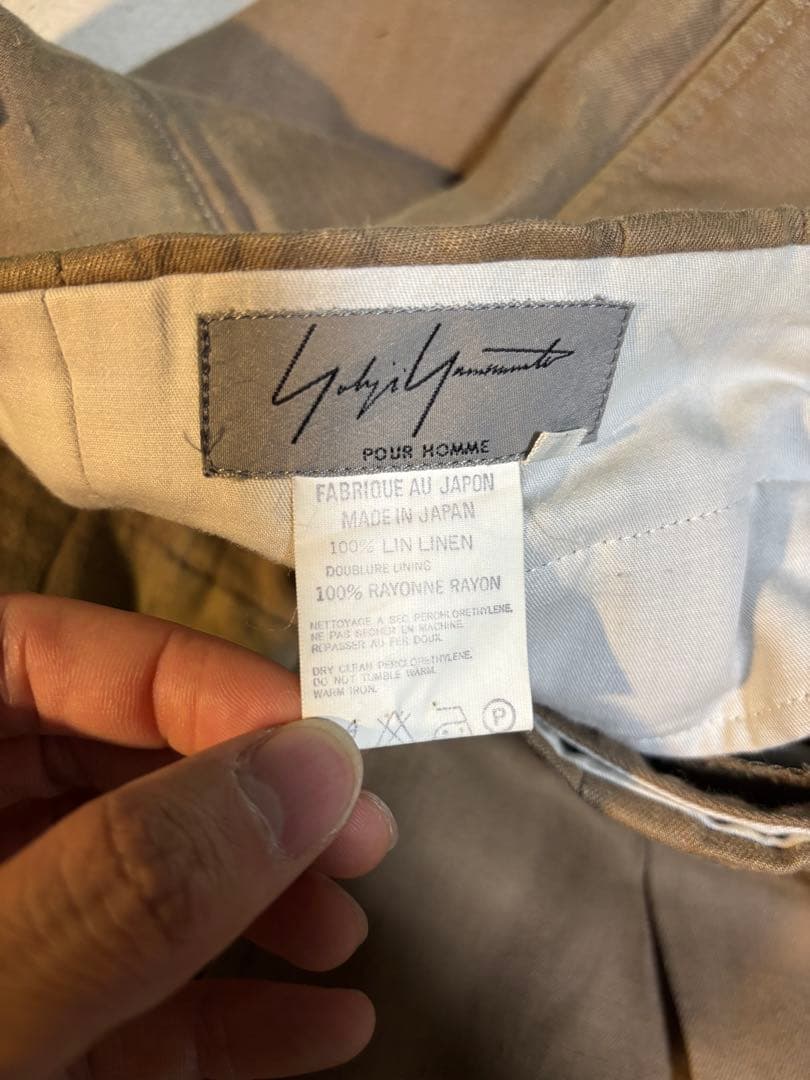 Yohji Yamamoto
POUR HOMME
FABRIQUE AU JAPON
MADE IN JAPAN
100% LIN LINEN
DOUBLURE LINING
100% RAYONNE RAYON
NETTOYAGE A SEC PERCHLORETHYLENE.
NE PAS SECHER EN MACHINE.
REPASSER AU FER DOUX.
DRY CLEAN PERCLORETHYLENE.
DO NOT TUMBLE WARM.
WARM IRON.
P